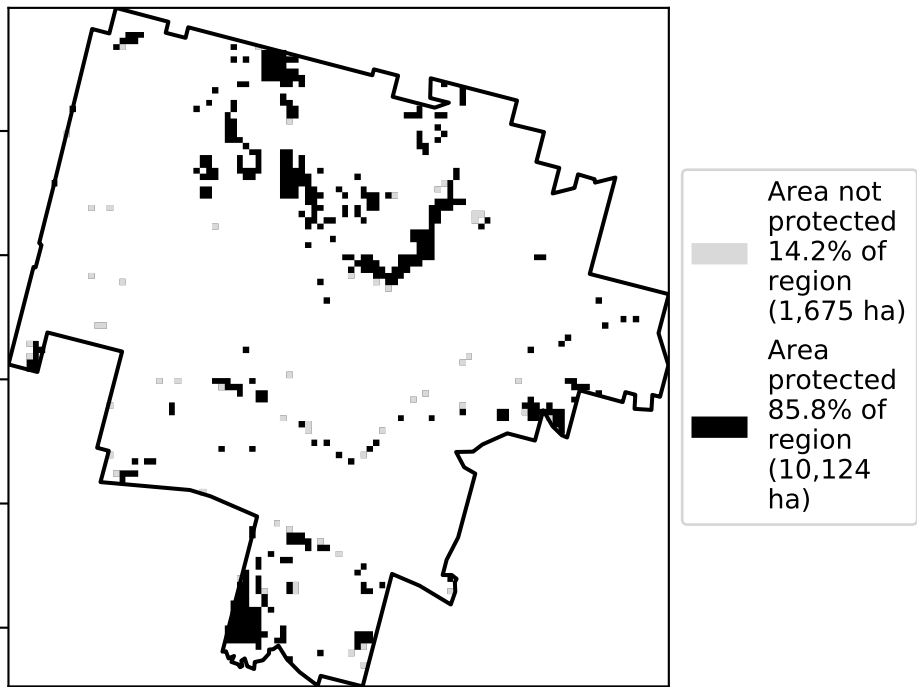 Area not
protected
14.2% of
region
(1,675 ha)
Area
protected
85.8% of
region
(10,124
ha)